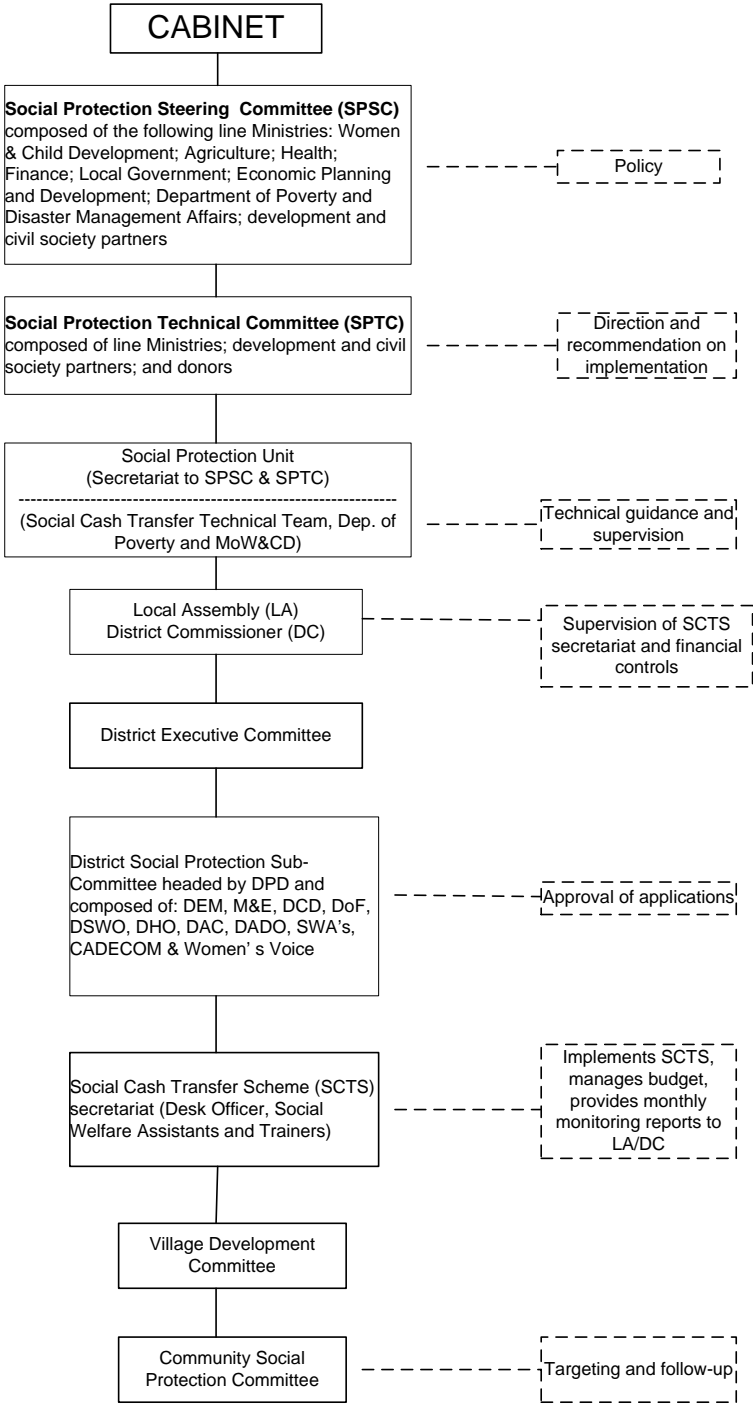 CABINET
Social Protection Steering Committee (SPSC)
composed of the following line Ministries: Women
& Child Development; Agriculture; Health;
Finance; Local Government; Economic Planning
and Development; Department of Poverty and
Disaster Management Affairs; development and
civil society partners
Policy
Social Protection Technical Committee (SPTC)
composed of line Ministries; development and civil
society partners; and donors
Direction and
recommendation on
implementation
Social Protection Unit
(Secretariat to SPSC & SPTC)
----------------------------------------------------------------
(Social Cash Transfer Technical Team, Dep. of
Poverty and MoW&CD)
Technical guidance and
supervision
Local Assembly (LA)
District Commissioner (DC)
Supervision of SCTS
secretariat and financial
controls
District Executive Committee
District Social Protection Sub-
Committee headed by DPD and
composed of: DEM, M&E, DCD, DoF,
DSWO, DHO, DAC, DADO, SWA's,
CADECOM & Women' s Voice
Approval of applications
Social Cash Transfer Scheme (SCTS)
secretariat (Desk Officer, Social
Welfare Assistants and Trainers)
Implements SCTS,
manages budget,
provides monthly
monitoring reports to
LA/DC
Village Development
Committee
Community Social
Protection Committee
Targeting and follow-up